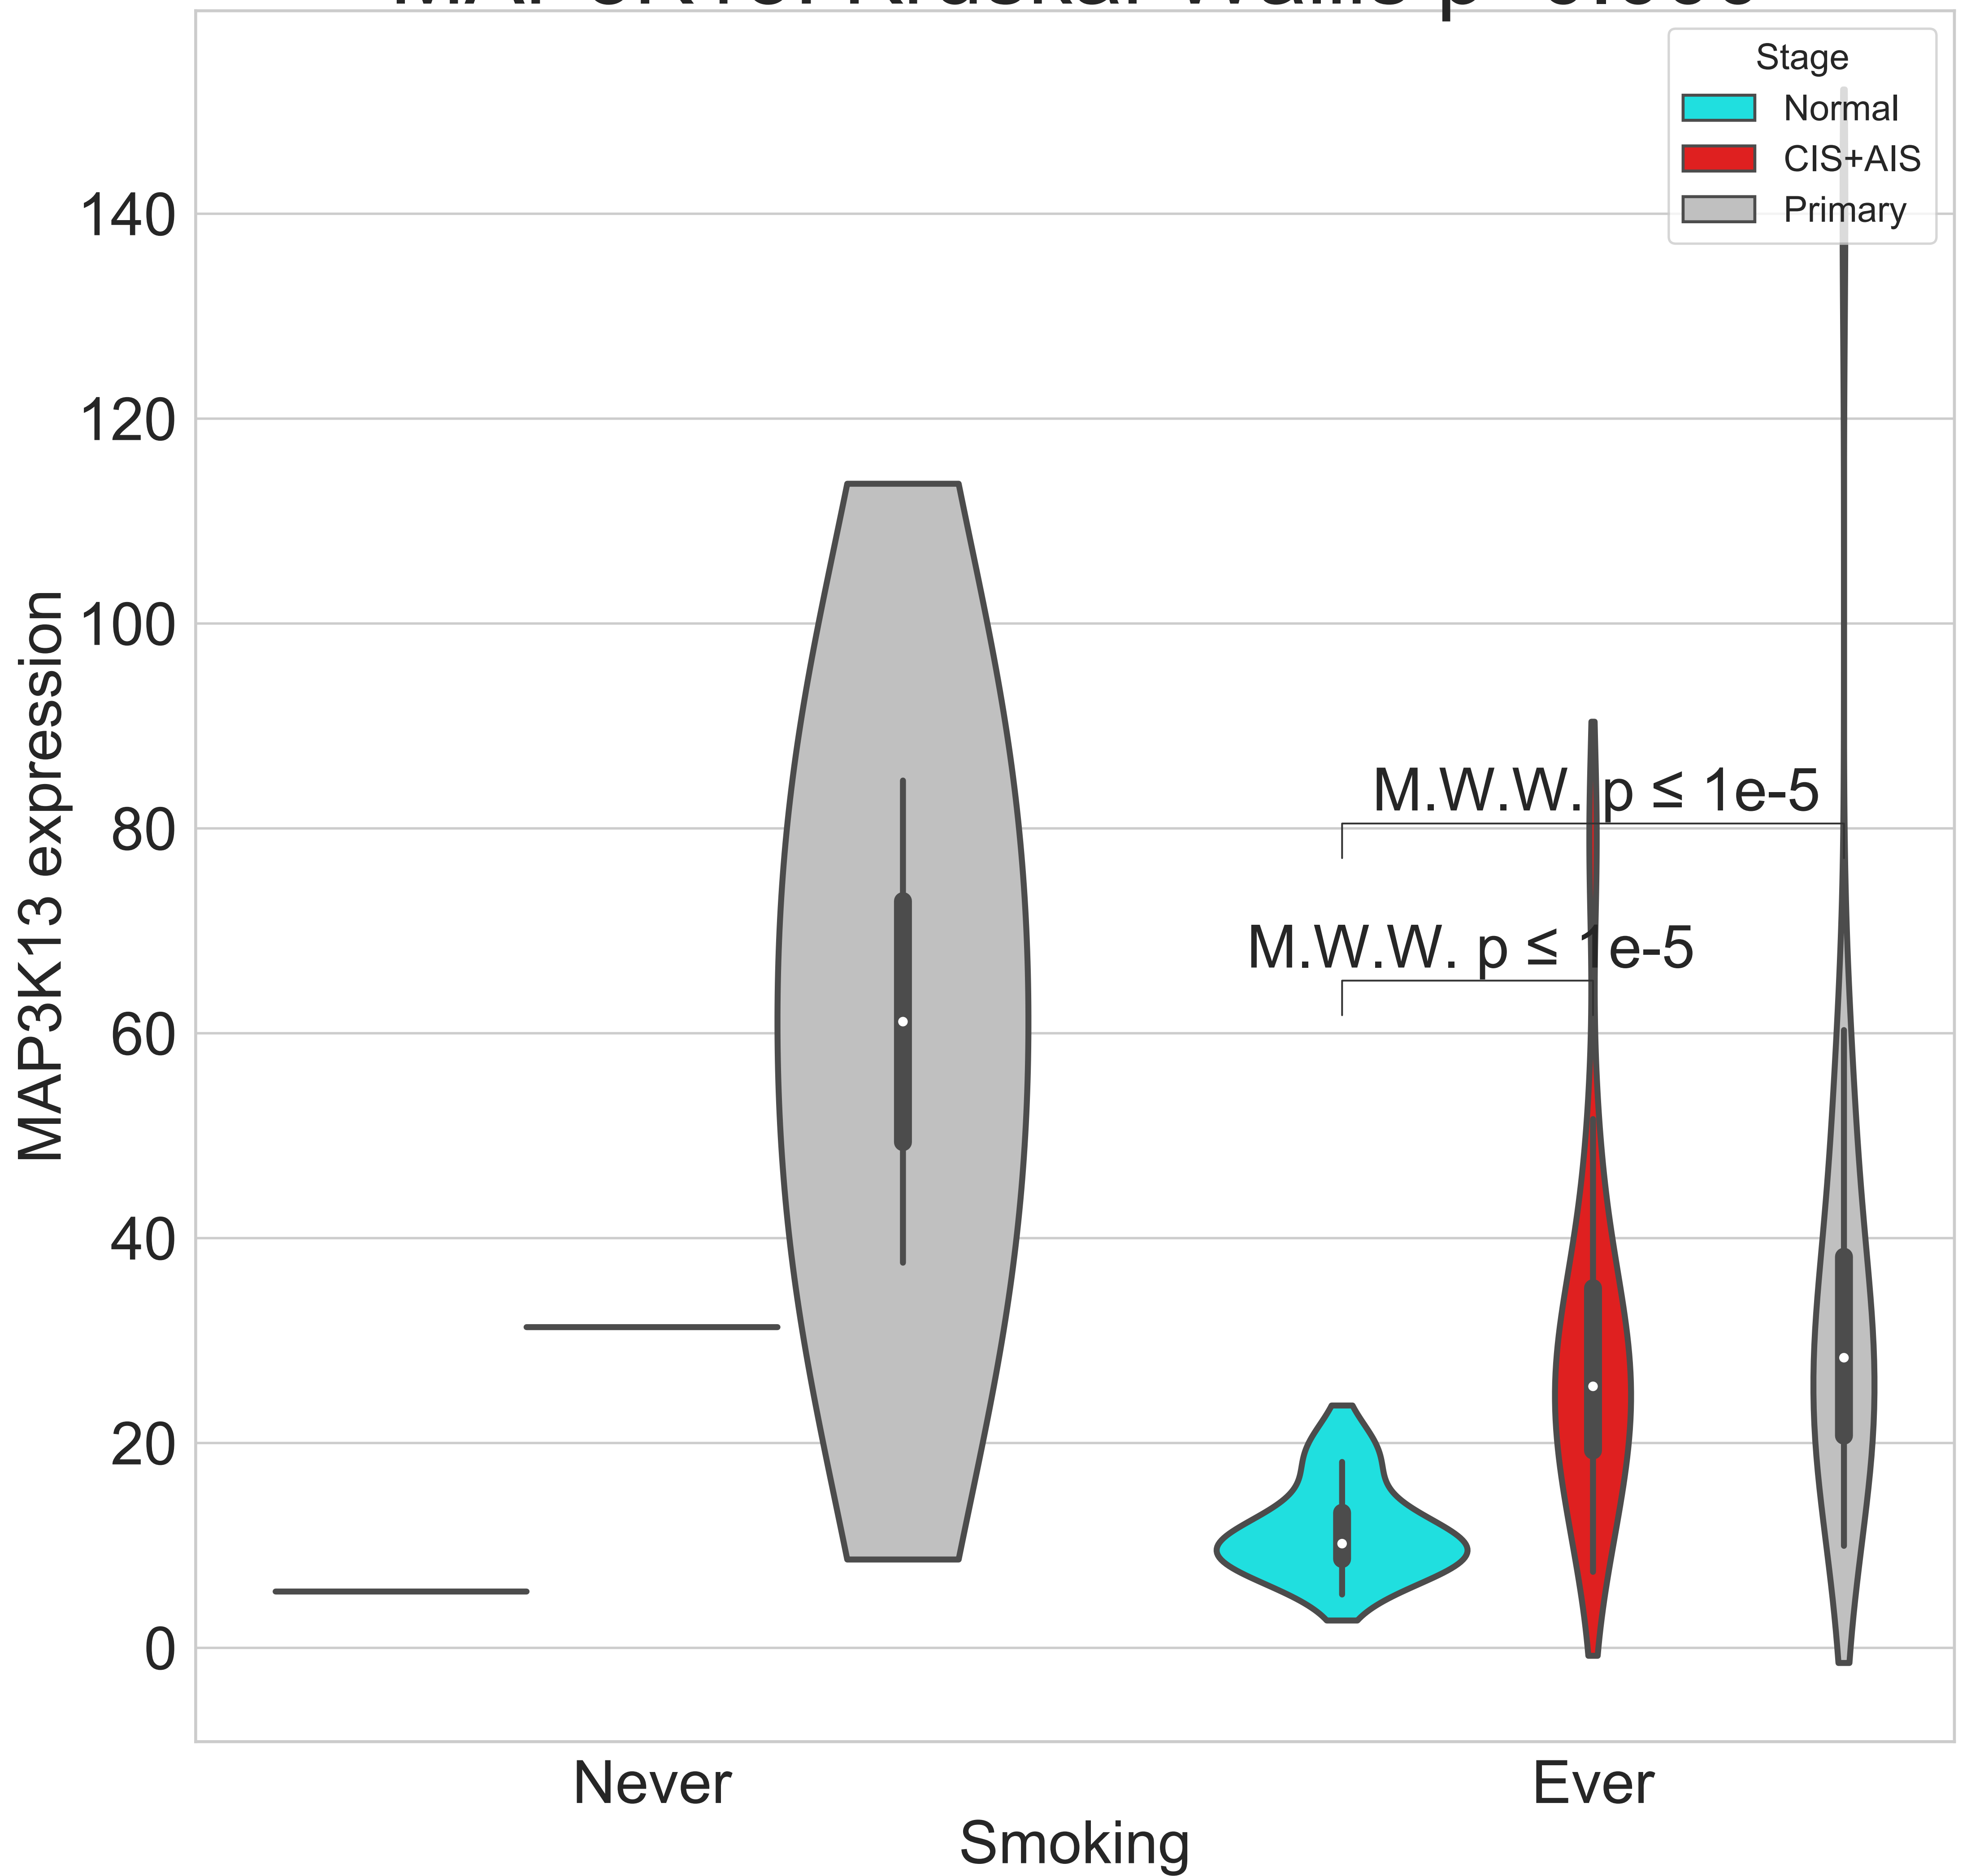 Stage
Normal
CIS+AIS
Primary
140
120
100
80
60
40
20
0
MAP3K13 expression
M.W.W. p ≤ 1e-5
M.W.W. p ≤ 1e-5
Never
Ever
Smoking